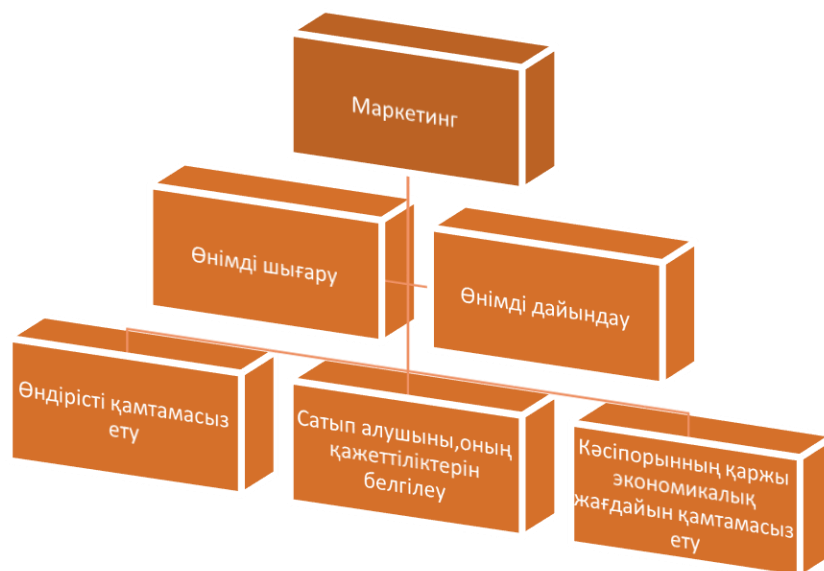 Маркетинг
Өнімді шығару
Өнімді дайындау
Өндірісті қамтамасыз
ету
Сатып алушыны,оның
қажеттіліктерін
белгілеу
Кәсіпорынның қаржы
экономикалық
жағдайын қамтамасыз
ету